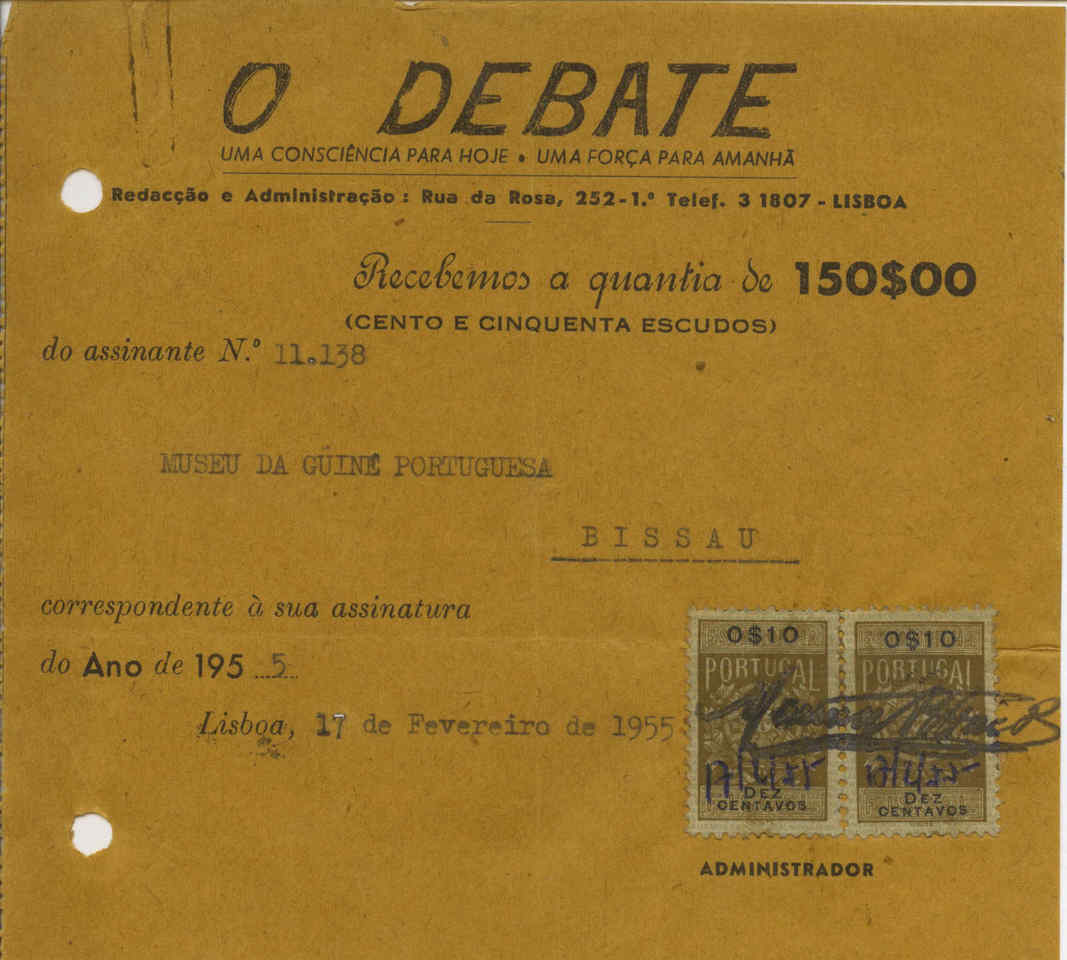 O DEBATE
UMA CONSCIÊNCIA PARA HOJE • UMA FORÇA PARA AMANHÃ
Redacção e Administração : Rua da Rosa, 252-1.º Telef. 3 1807 - LISBOA
Recebemos a quantia de 150$00
(CENTO E CINQUENTA ESCUDOS)
do assinante N.º 11.138
MUSEU DA GUINÉ PORTUGUESA
BISSAU
correspondente à sua assinatura
do Ano de 195 5
Lisboa, 17 de Fevereiro de 1955
0$10 0$10
PORTUGAL PORTUGAL
DEZ DEZ
CENTAVOS CENTAVOS
ADMINISTRADOR